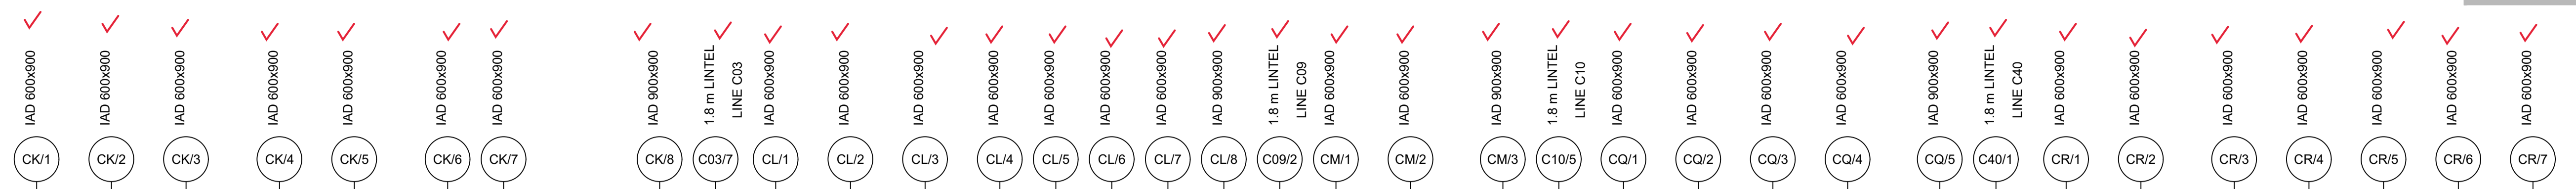 IAD 600x900
IAD 600x900
IAD 600x900
IAD 600x900
IAD 600x900
IAD 600x900
IAD 600x900
IAD 900x900
1.8 m LINTEL
LINE C03
IAD 600x900
IAD 600x900
IAD 600x900
IAD 600x900
IAD 600x900
IAD 600x900
IAD 600x900
IAD 900x900
1.8 m LINTEL
LINE C09
IAD 600x900
IAD 600x900
IAD 900x900
1.8 m LINTEL
LINE C10
IAD 600x900
IAD 600x900
IAD 600x900
IAD 600x900
IAD 900x900
1.8 m LINTEL
LINE C40
IAD 600x900
IAD 600x900
IAD 600x900
IAD 600x900
IAD 600x900
IAD 600x900
IAD 600x900
CK/1
CK/2
CK/3
CK/4
CK/5
CK/6
CK/7
CK/8
C03/7
CL/1
CL/2
CL/3
CL/4
CL/5
CL/6
CL/7
CL/8
C09/2
CM/1
CM/2
CM/3
C10/5
CQ/1
CQ/2
CQ/3
CQ/4
CQ/5
C40/1
CR/1
CR/2
CR/3
CR/4
CR/5
CR/6
CR/7